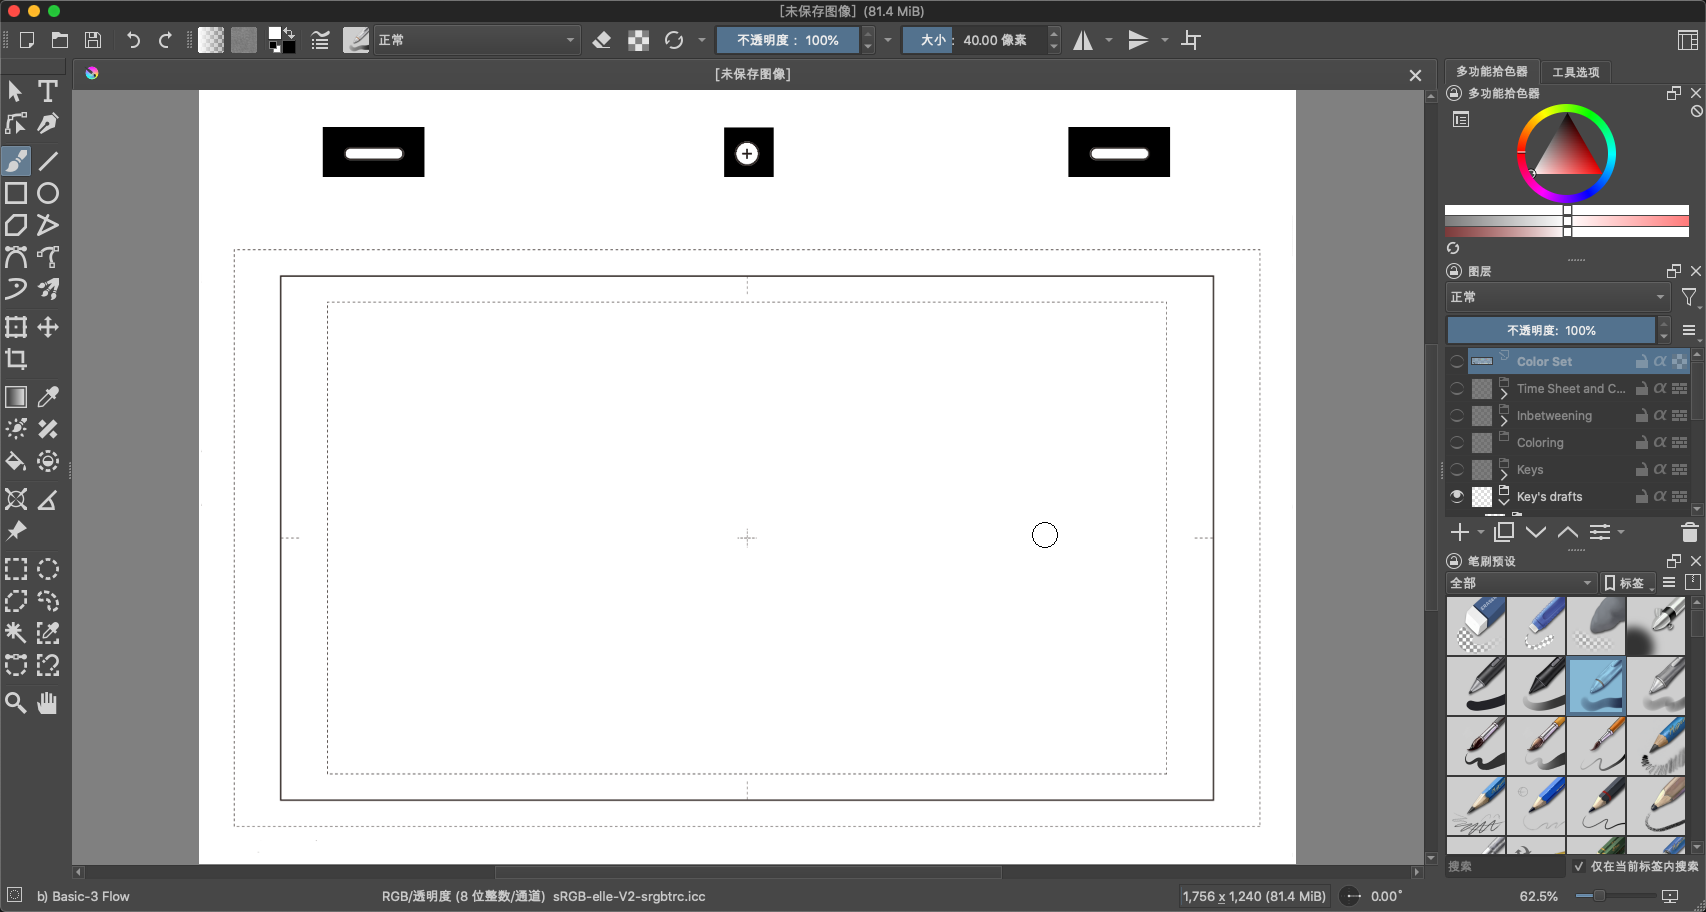 [未保存图像] (81.4 MiB)
正常
不透明度： 100%
大小： 40.00 像素
[未保存图像]
多功能拾色器
工具选项
多功能拾色器
图层
正常
不透明度: 100%
Color Set
Time Sheet and C...
Inbetweening
Coloring
Keys
Key's drafts
笔刷预设
全部
标签
搜索
仅在当前标签内搜索
b) Basic-3 Flow
RGB/透明度 (8 位整数/通道) sRGB-elle-V2-srgbtrc.icc
1,756 x 1,240 (81.4 MiB)
0.00°
62.5%